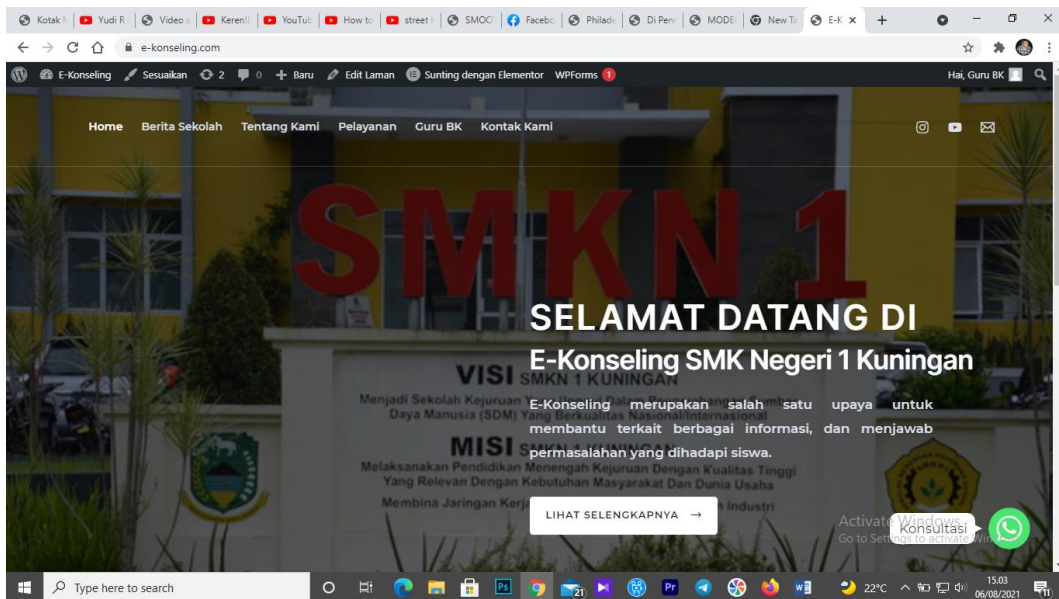 Kotak
Yudi R
Video
Keren!!
YouTub
How to
street
SMOC
Facebo
Philade
Di Pen
MODE
New Ta
E-K
e-konseling.com
E-Konseling Sesuaikan 2 0 + Baru Edit Laman Sunting dengan Elementor WPForms 1
Hai, Guru BK
Home Berita Sekolah Tentang Kami Pelayanan Guru BK Kontak Kami
SMKN 1
SELAMAT DATANG DI
E-Konseling SMK Negeri 1 Kuningan
VISI SMKN 1 KUNINGAN
Menjadi Sekolah Kejuruan
Daya Manusia (SDM) Yang Berkualitas Nasional/Internasional
E-Konseling merupakan salah satu upaya untuk
membantu terkait berbagai informasi, dan menjawab
permasalahan yang dihadapi siswa.
MISI SMKN 1 KUNINGAN
Melaksanakan Pendidikan Menengah Kejuruan Dengan Kualitas Tinggi
Yang Relevan Dengan Kebutuhan Masyarakat Dan Dunia Usaha
Membina Jaringan Industri
LIHAT SELENGKAPNYA →
Activate Windows
Go to Settings to activate
Konsultasi
Type here to search
21
22°C
15.03
06/08/2021
11